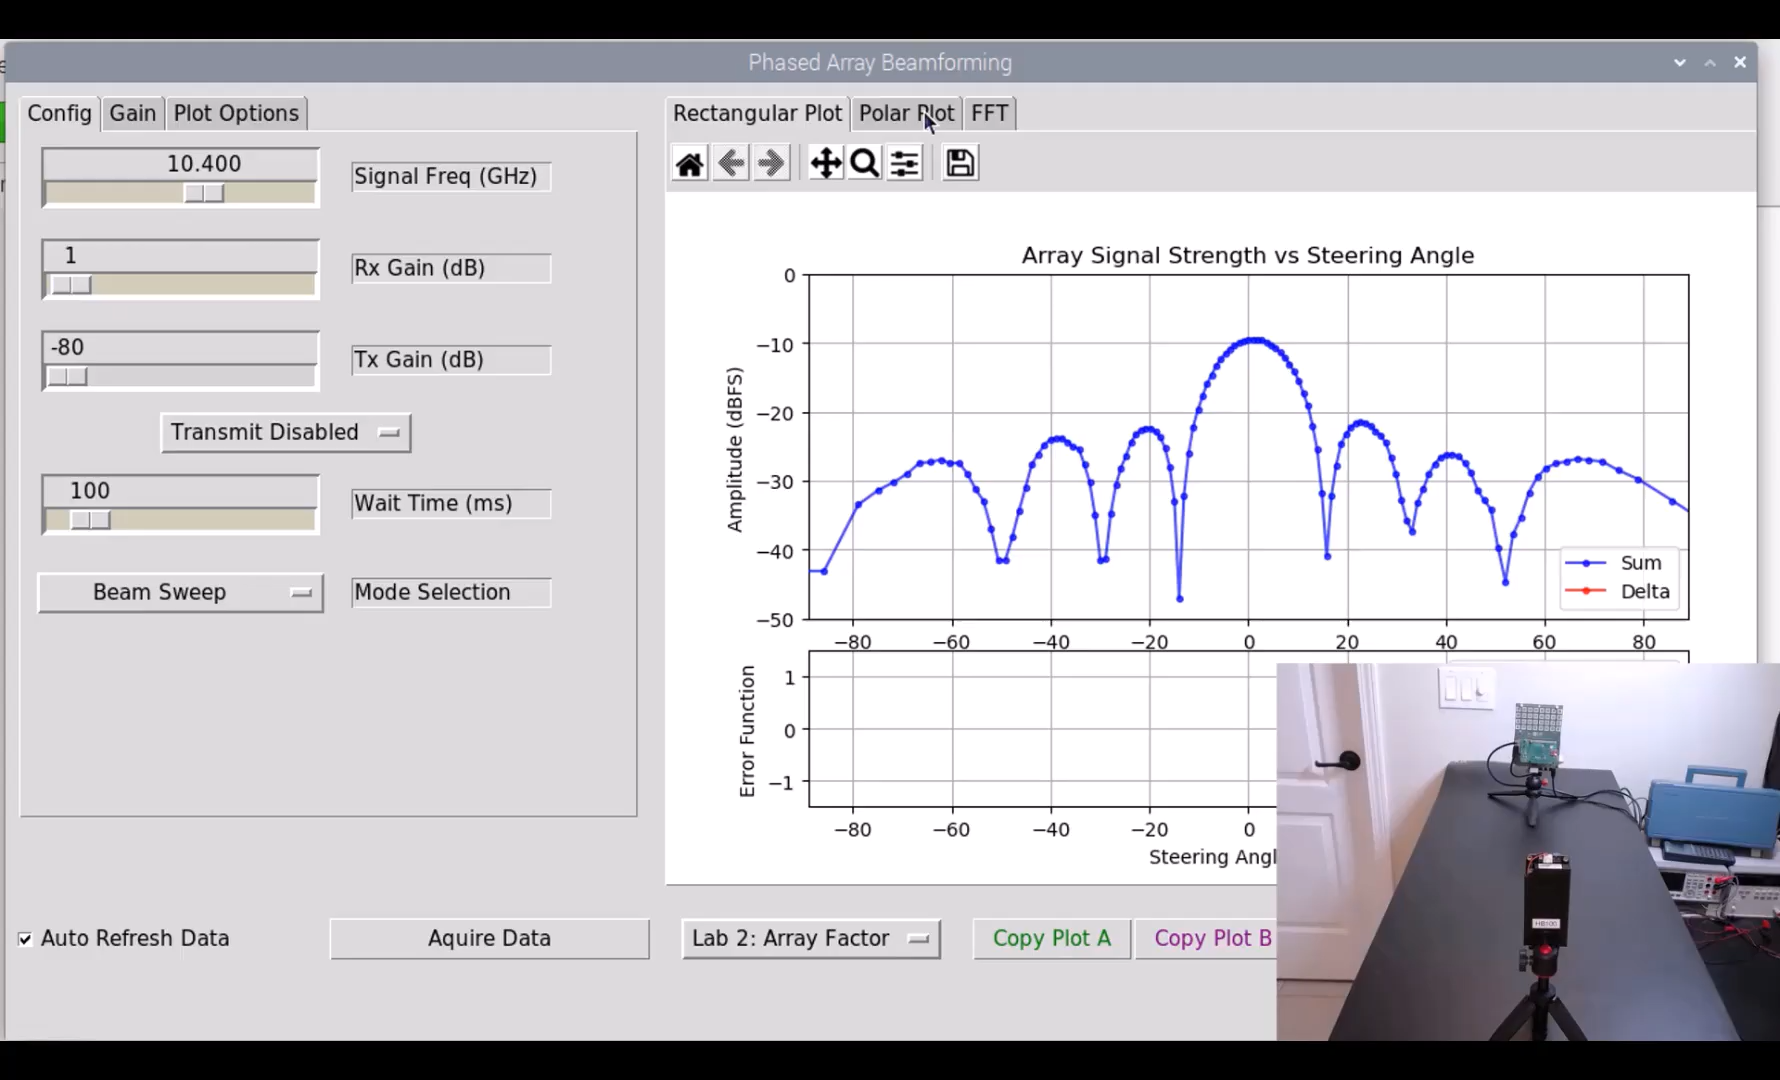 Phased Array Beamforming
Config
Gain
Plot Options
10.400
Signal Freq (GHz)
1
Rx Gain (dB)
-80
Tx Gain (dB)
Transmit Disabled
100
Wait Time (ms)
Beam Sweep
Mode Selection
Rectangular Plot
Polar Plot
FFT
Array Signal Strength vs Steering Angle
Amplitude (dBFS)
0
−10
−20
−30
−40
−50
Sum
Delta
−80 −60 −40 −20 0 20 40 60 80
Error Function
1
0
−1
−80 −60 −40 −20 0
Steering Angl
Auto Refresh Data
Aquire Data
Lab 2: Array Factor
Copy Plot A
Copy Plot B
HB100